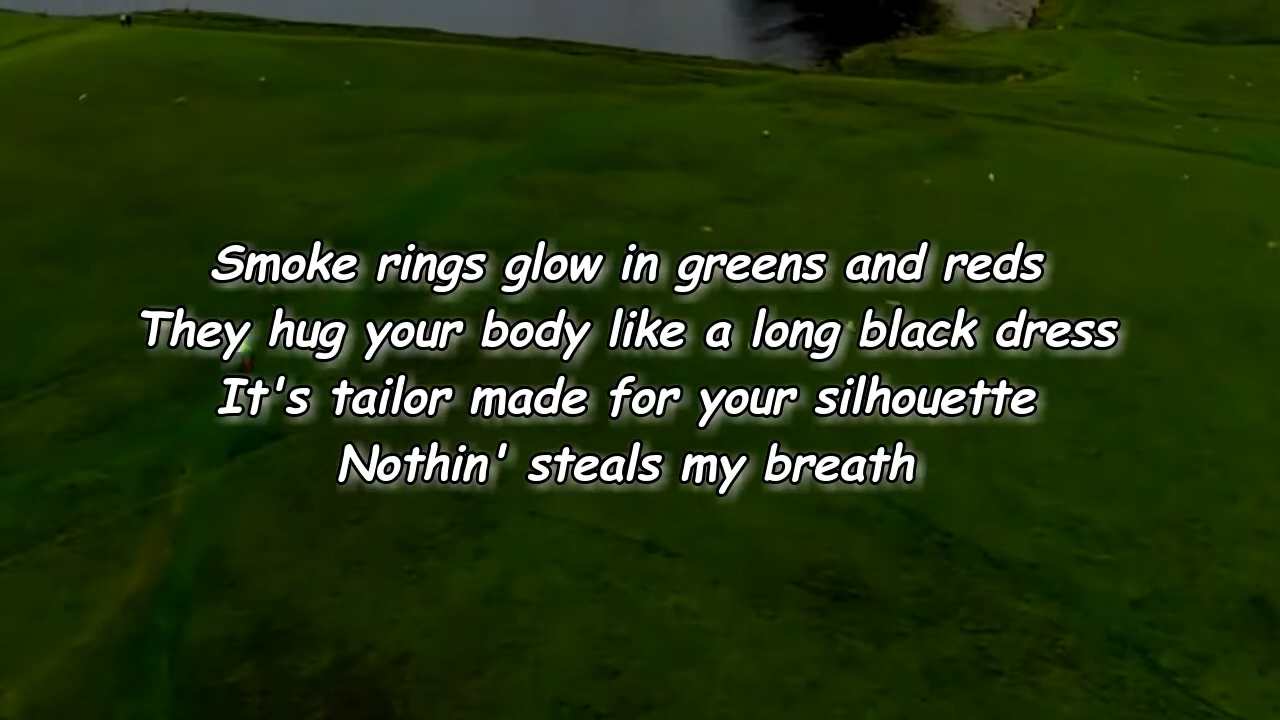 Smoke rings glow in greens and reds
They hug your body like a long black dress
It's tailor made for your silhouette
Nothin' steals my breath